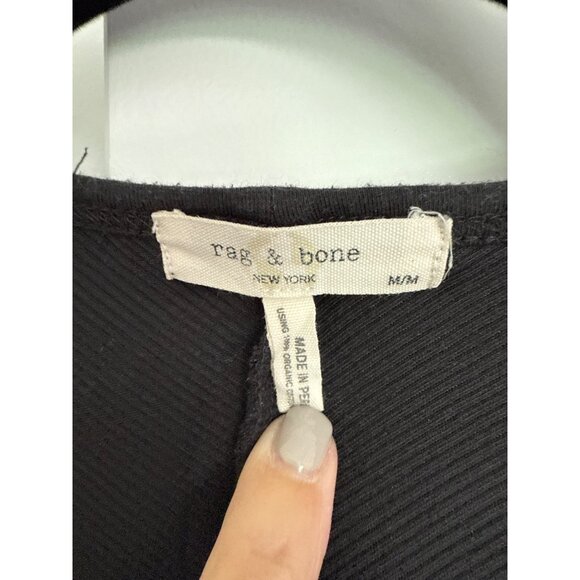 rag & bone
NEW YORK
M/M
MADE IN
USING 100% ORGANIC